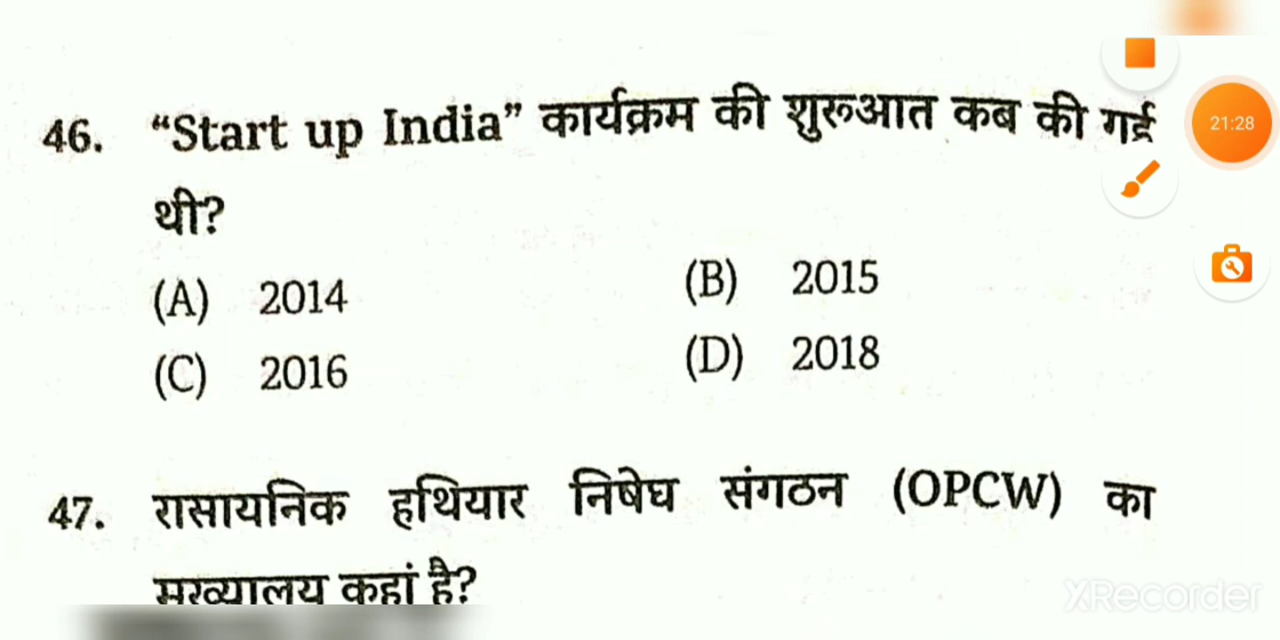 46. “Start up India” कार्यक्रम की शुरुआत कब की गई
थी?
(A) 2014 (B) 2015
(C) 2016 (D) 2018
47. रासायनिक हथियार निषेध संगठन (OPCW) का
मुख्यालय कहां है?
21:28
XRecorder